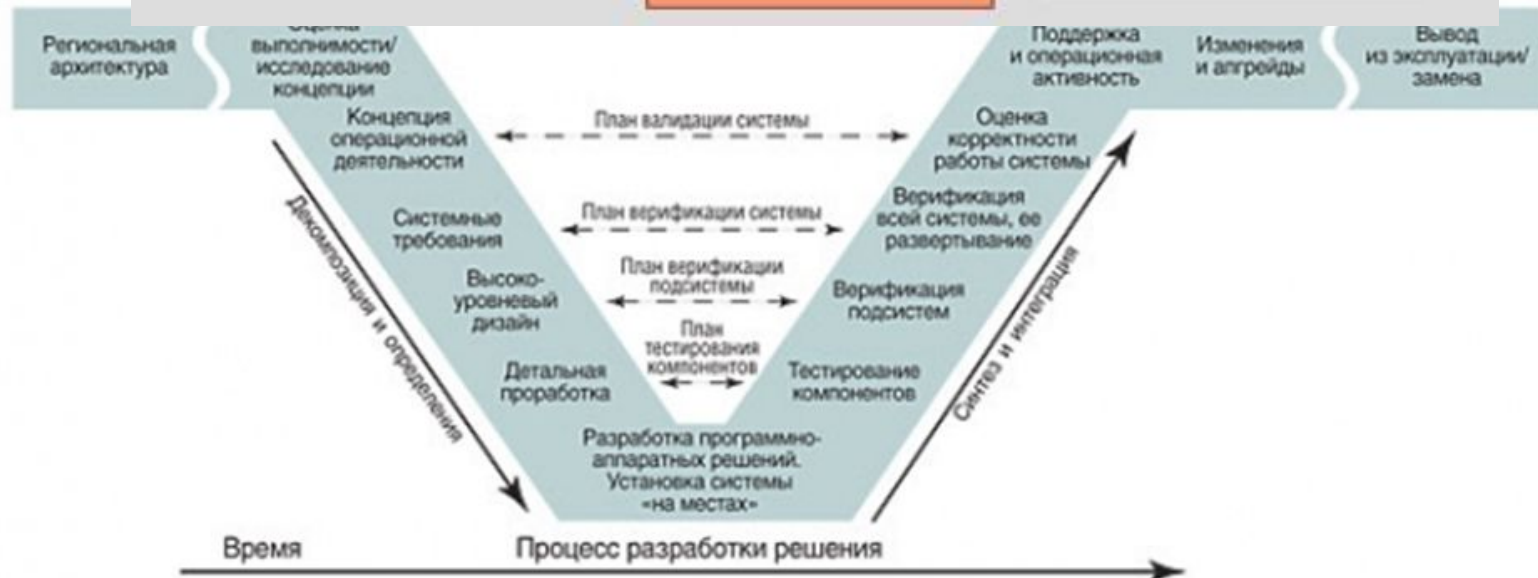 Региональная
архитектура
Оценка
выполнимости/
исследование
концепции
Концепция
операционной
деятельности
Системные
требования
Высоко-
уровневый
дизайн
Детальная
проработка
Декомпозиция и определения
План валидации системы
План верификации системы
План верификации
подсистемы
План
тестирования
компонентов
Разработка программно-
аппаратных решений.
Установка системы
«на местах»
Тестирование
компонентов
Верификация
подсистем
Верификация
всей системы, ее
развертывание
Оценка
корректности
работы системы
Синтез и интеграция
Поддержка
и операционная
активность
Изменения
и апгрейды
Вывод
из эксплуатации/
замена
Время
Процесс разработки решения